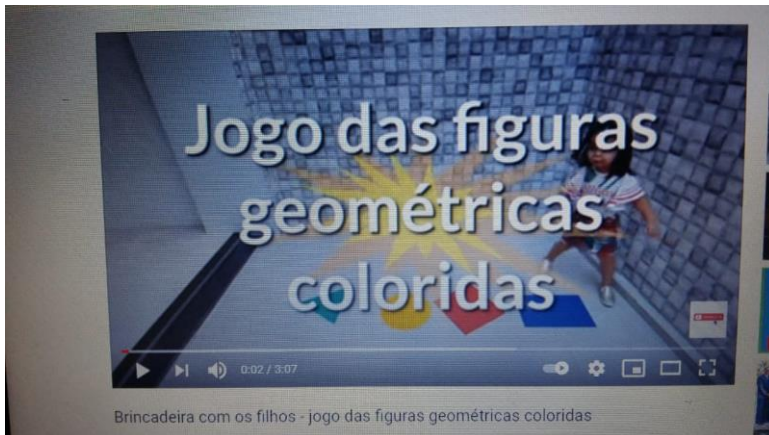 Jogo das figuras
geométricas
coloridas
0:02 / 3:07
Brincadeira com os filhos - jogo das figuras geométricas coloridas